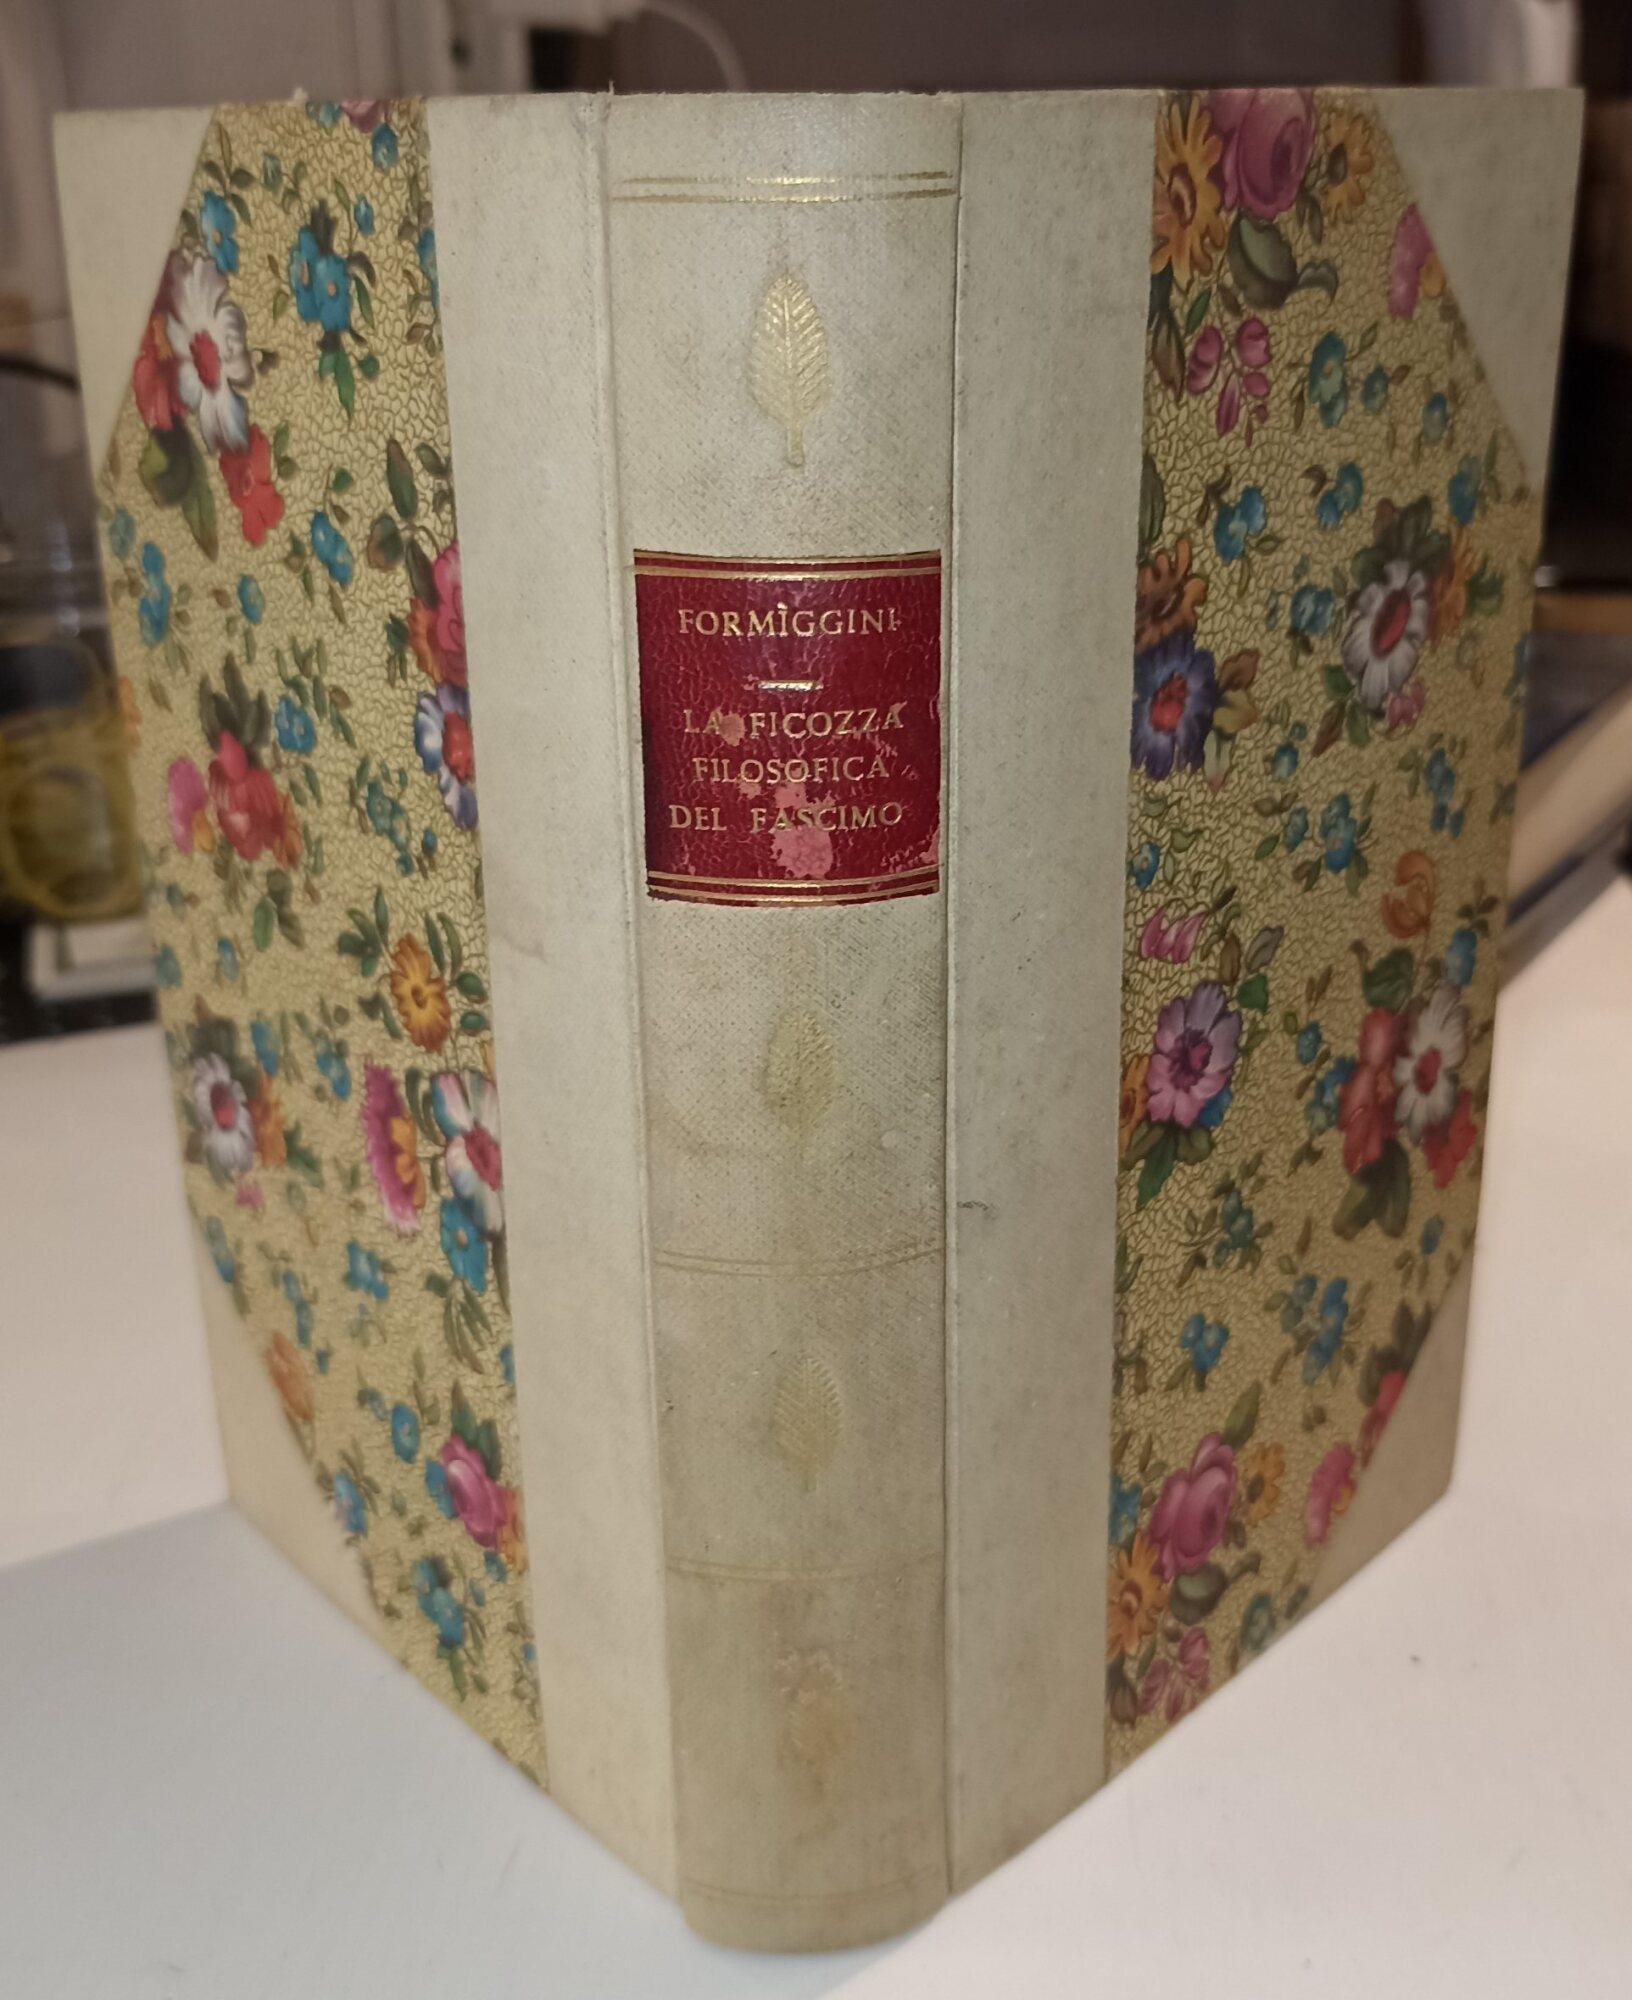 FORMÌGGINI
LA FICOZZA
FILOSOFICA
DEL FASCIMO